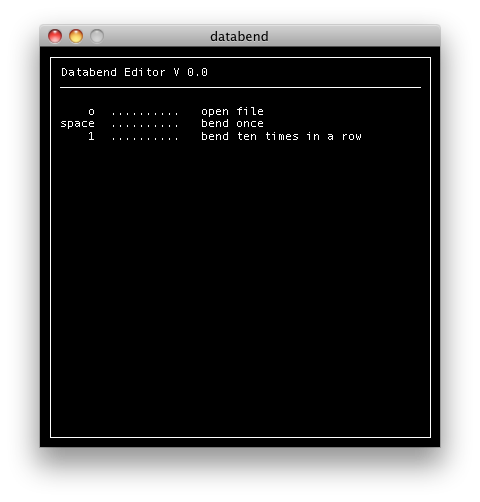 databend
Databend Editor V 0.0
o .......... open file
space .......... bend once
1 .......... bend ten times in a row